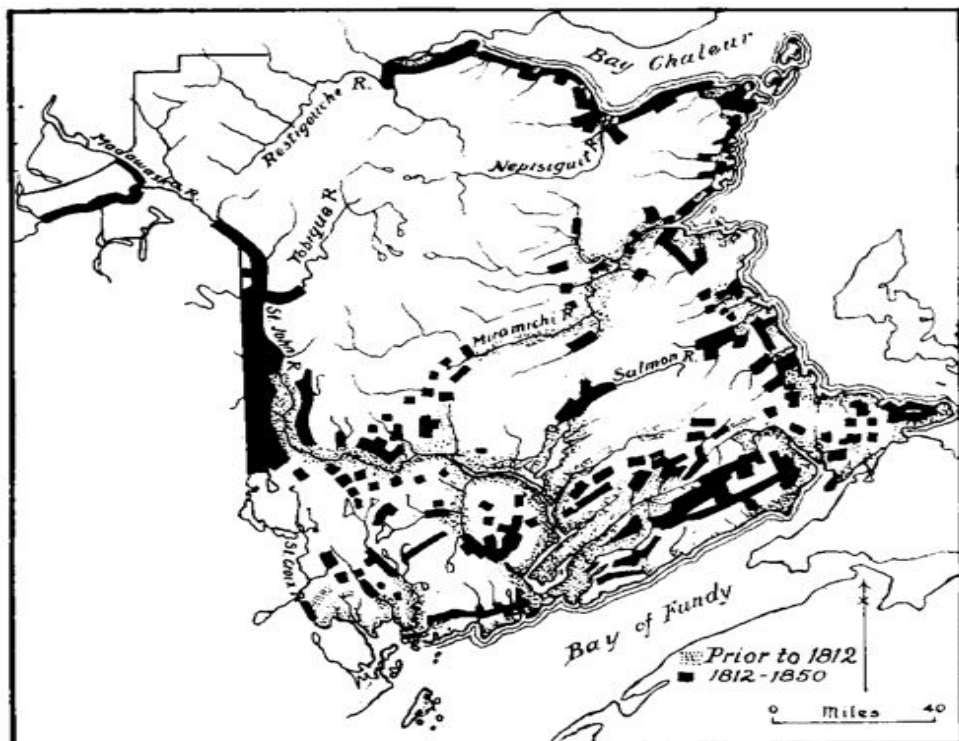 Bay Chaleur
Restigouche R.
Madawaska R.
Nepisiguit R.
Tobique R.
St John R.
Miramichi R.
Salmon R.
St Croix R.
Bay of Fundy
Prior to 1812
1812-1850
0 Miles 40